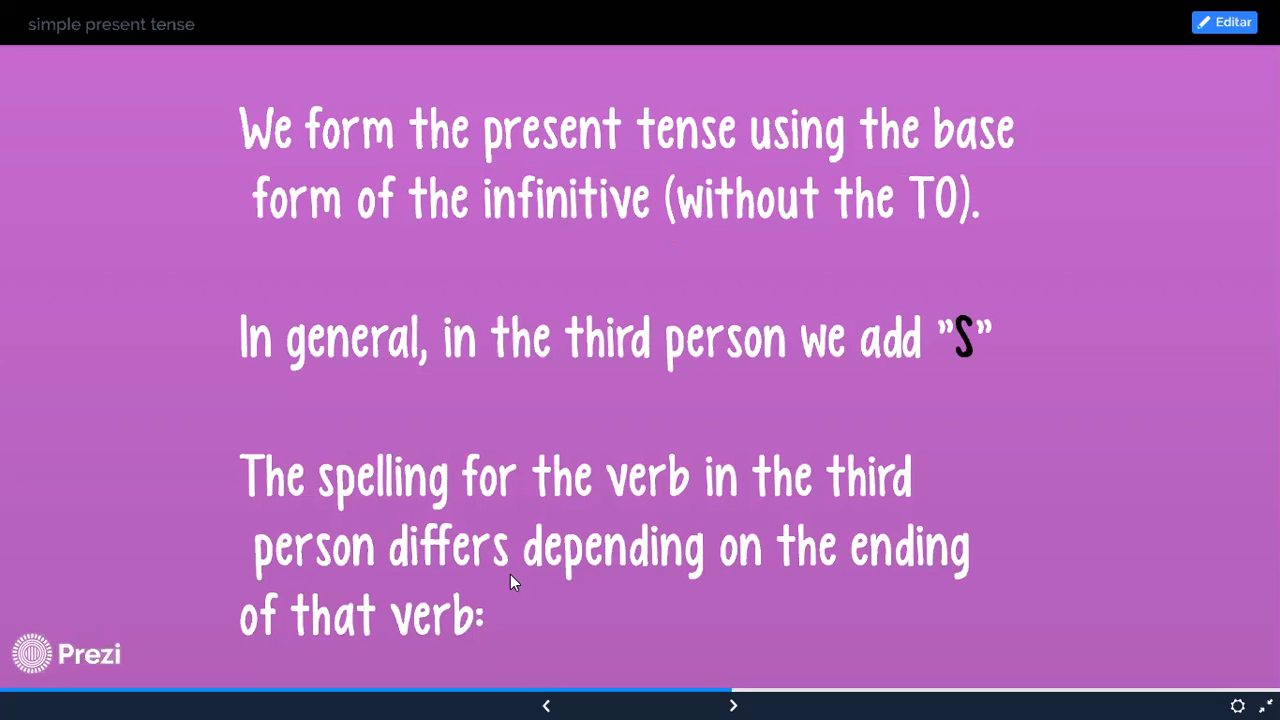 simple present tense
Editar
We form the present tense using the base
form of the infinitive (without the TO).
In general, in the third person we add "S"
The spelling for the verb in the third
person differs depending on the ending
of that verb:
Prezi